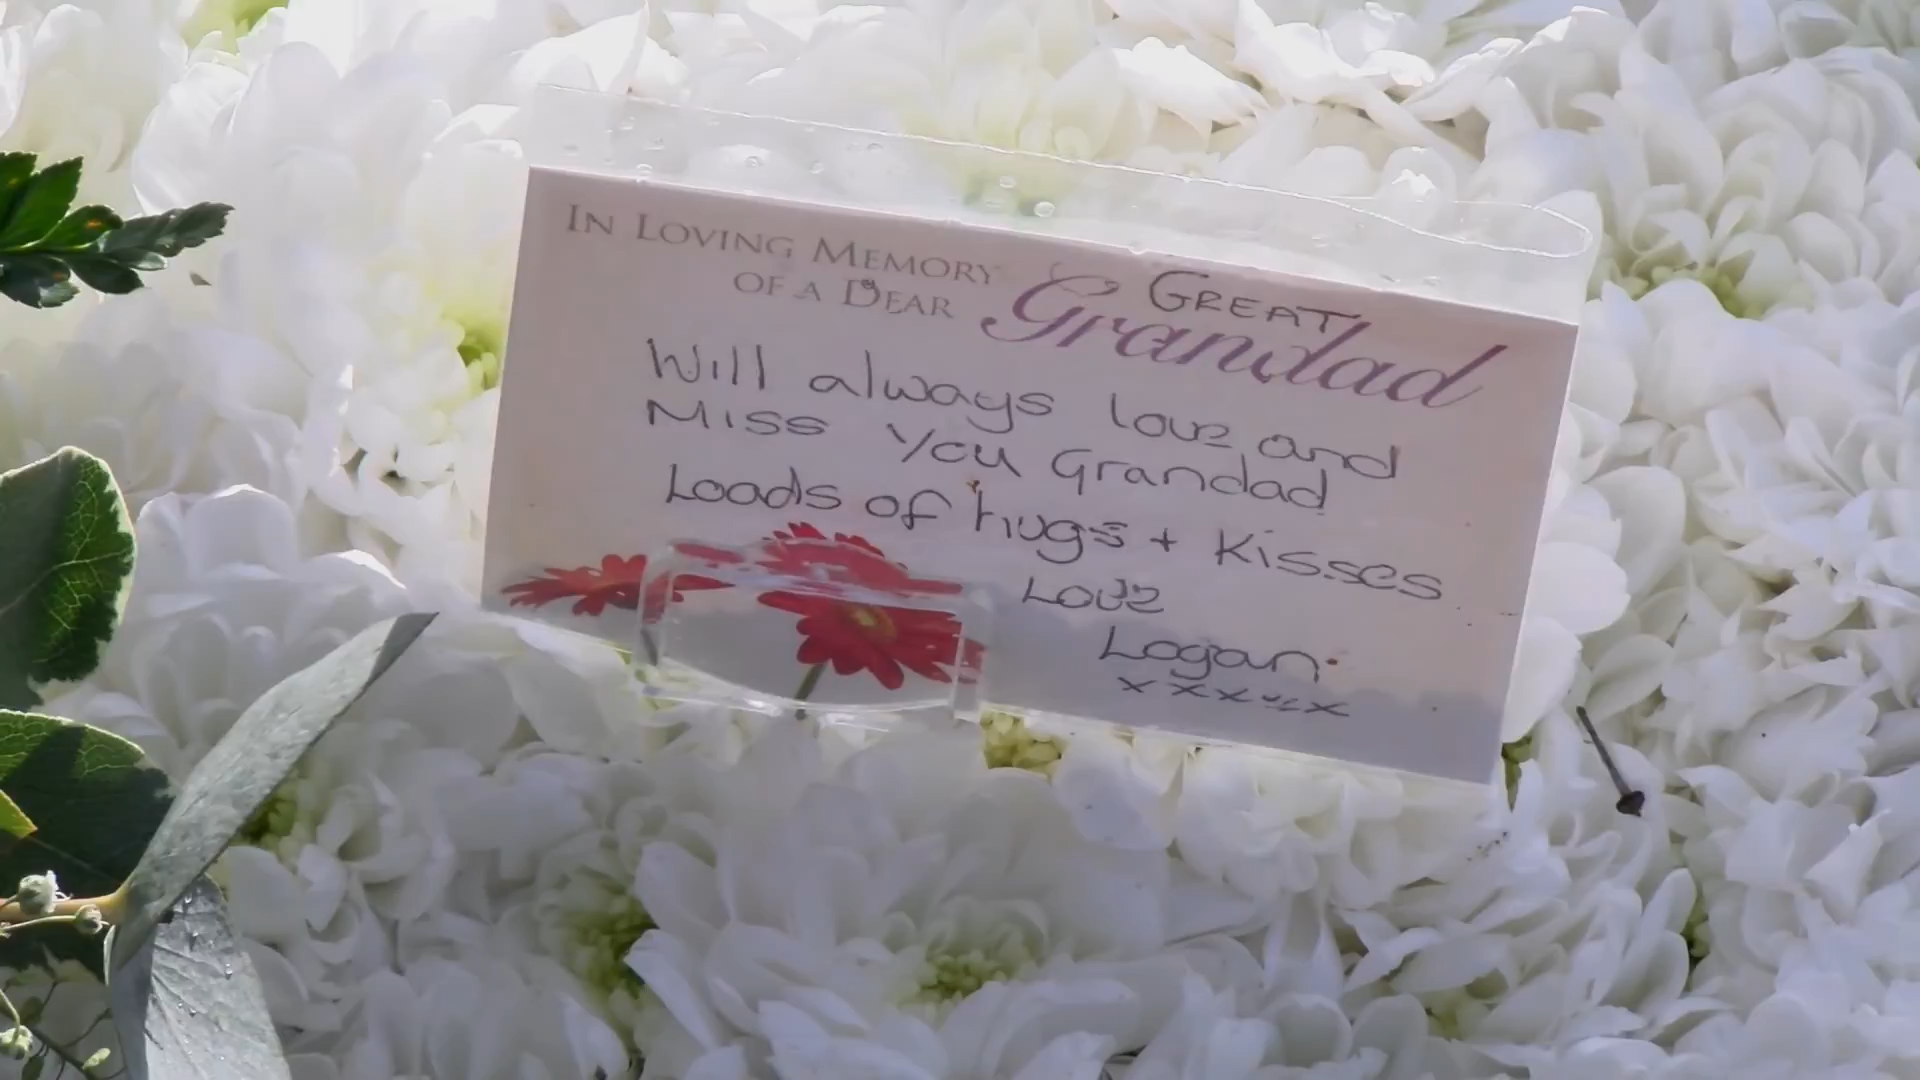 IN LOVING MEMORY
OF A DEAR
GREAT
Grandad
Will always love and
Miss You Grandad
Loads of hugs + Kisses
Love
Logan.
xxxxxx